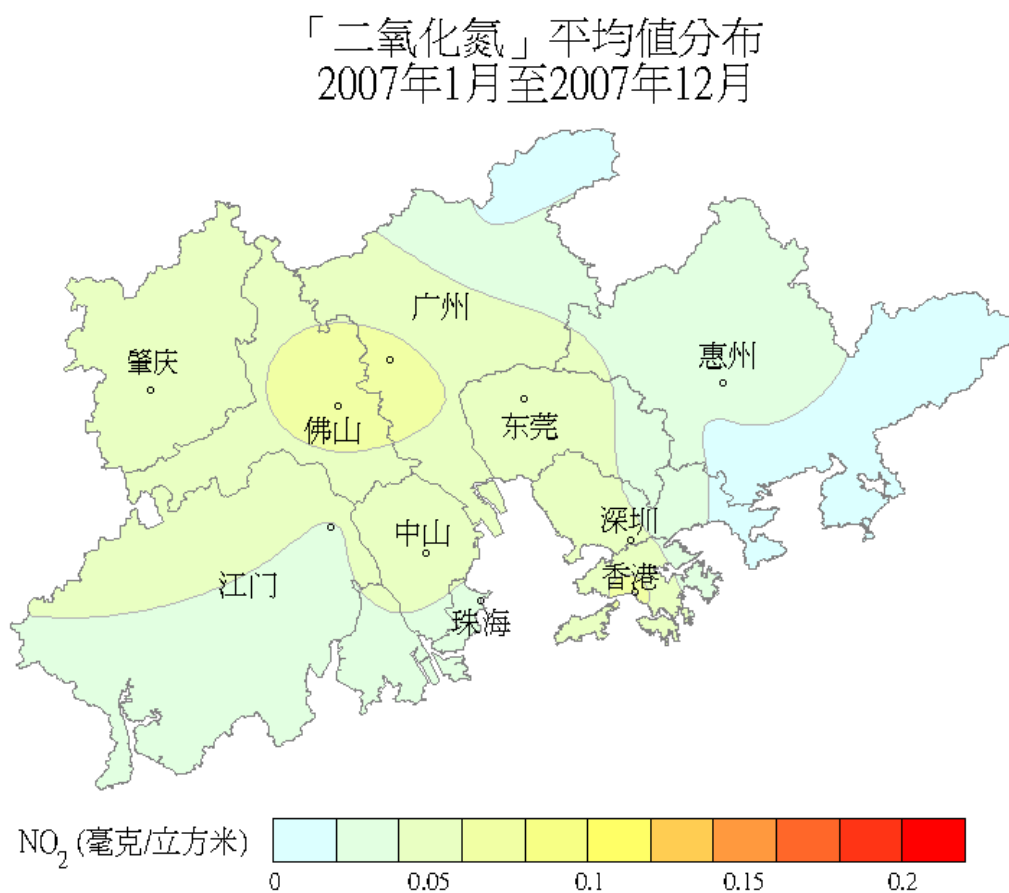 「二氧化氮」平均值分布
2007年1月至2007年12月
广州
肇庆
惠州
佛山
东莞
深圳
中山
香港
江门
珠海
NO₂ (毫克/立方米)
0 0.05 0.1 0.15 0.2